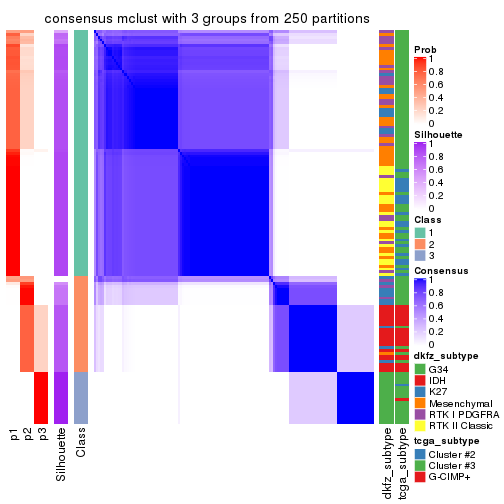 consensus mclust with 3 groups from 250 partitions
Prob
1
0.8
0.6
0.4
0.2
0
Silhouette
1
0.8
0.6
0.4
0.2
0
Class
1
2
3
Consensus
1
0.8
0.6
0.4
0.2
0
dkfz_subtype
G34
IDH
K27
Mesenchymal
RTK I PDGFRA
RTK II Classic
tcga_subtype
Cluster #2
Cluster #3
G-CIMP+
p1
p2
p3
Silhouette
Class
dkfz_subtype
tcga_subtype